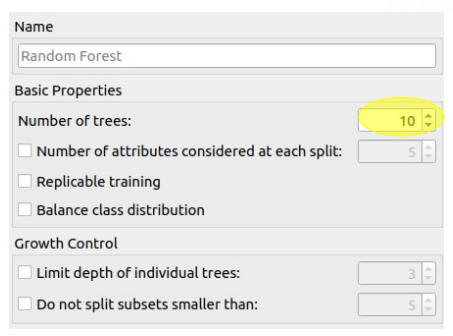 Name
Random Forest
Basic Properties
Number of trees: 10
Number of attributes considered at each split: 5
Replicable training
Balance class distribution
Growth Control
Limit depth of individual trees: 3
Do not split subsets smaller than: 5